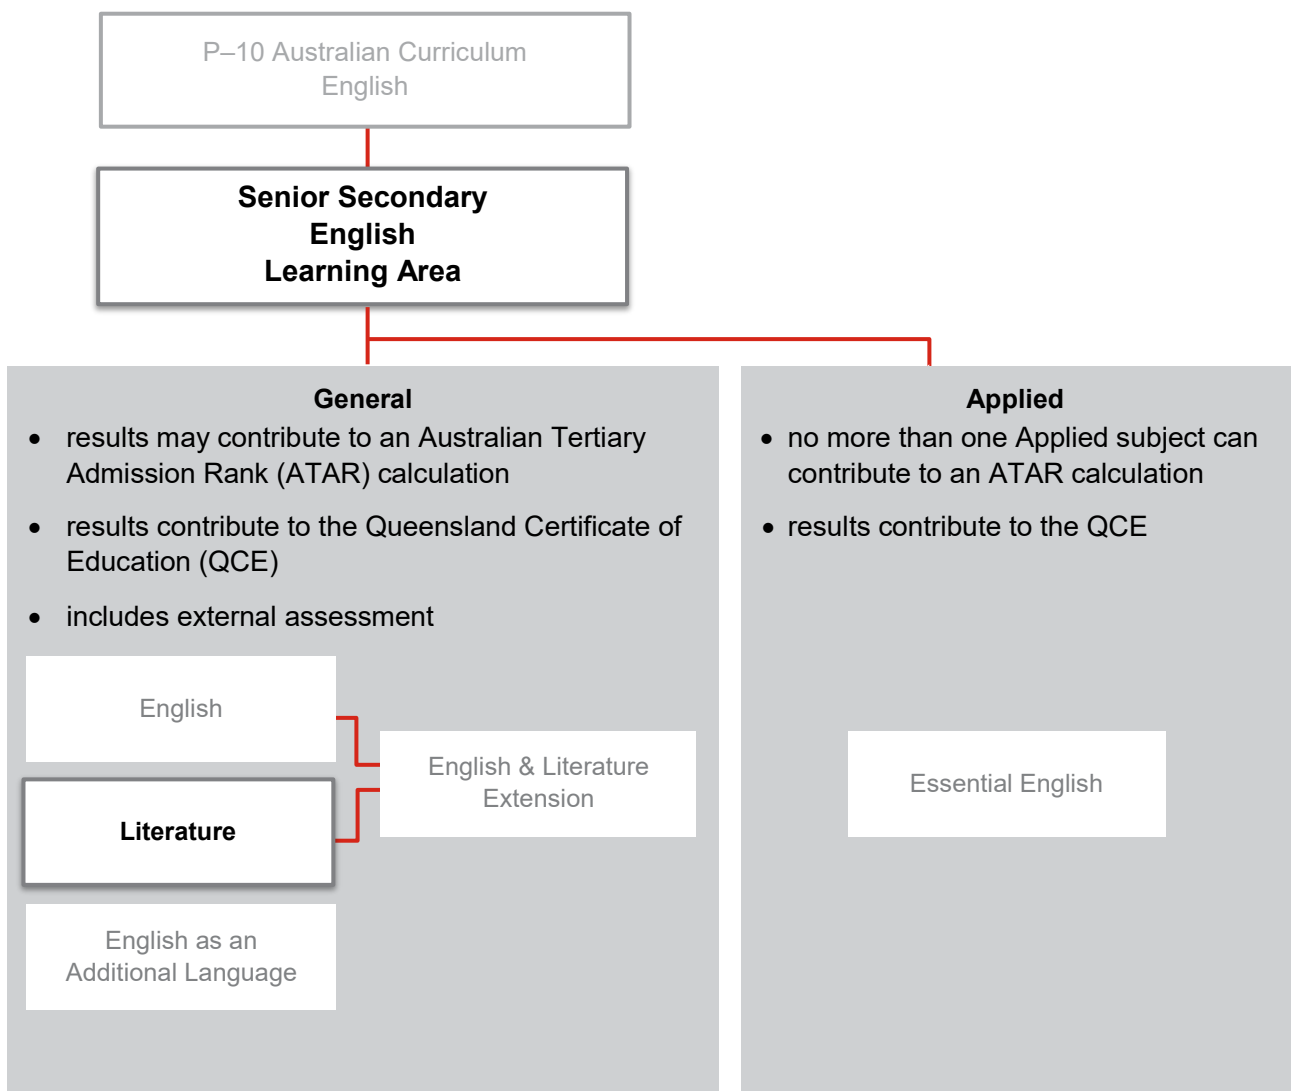 P–10 Australian Curriculum
English
Senior Secondary
English
Learning Area
General
• results may contribute to an Australian Tertiary
Admission Rank (ATAR) calculation
• results contribute to the Queensland Certificate of
Education (QCE)
• includes external assessment
English
Literature
English as an
Additional Language
English & Literature
Extension
Applied
• no more than one Applied subject can
contribute to an ATAR calculation
• results contribute to the QCE
Essential English